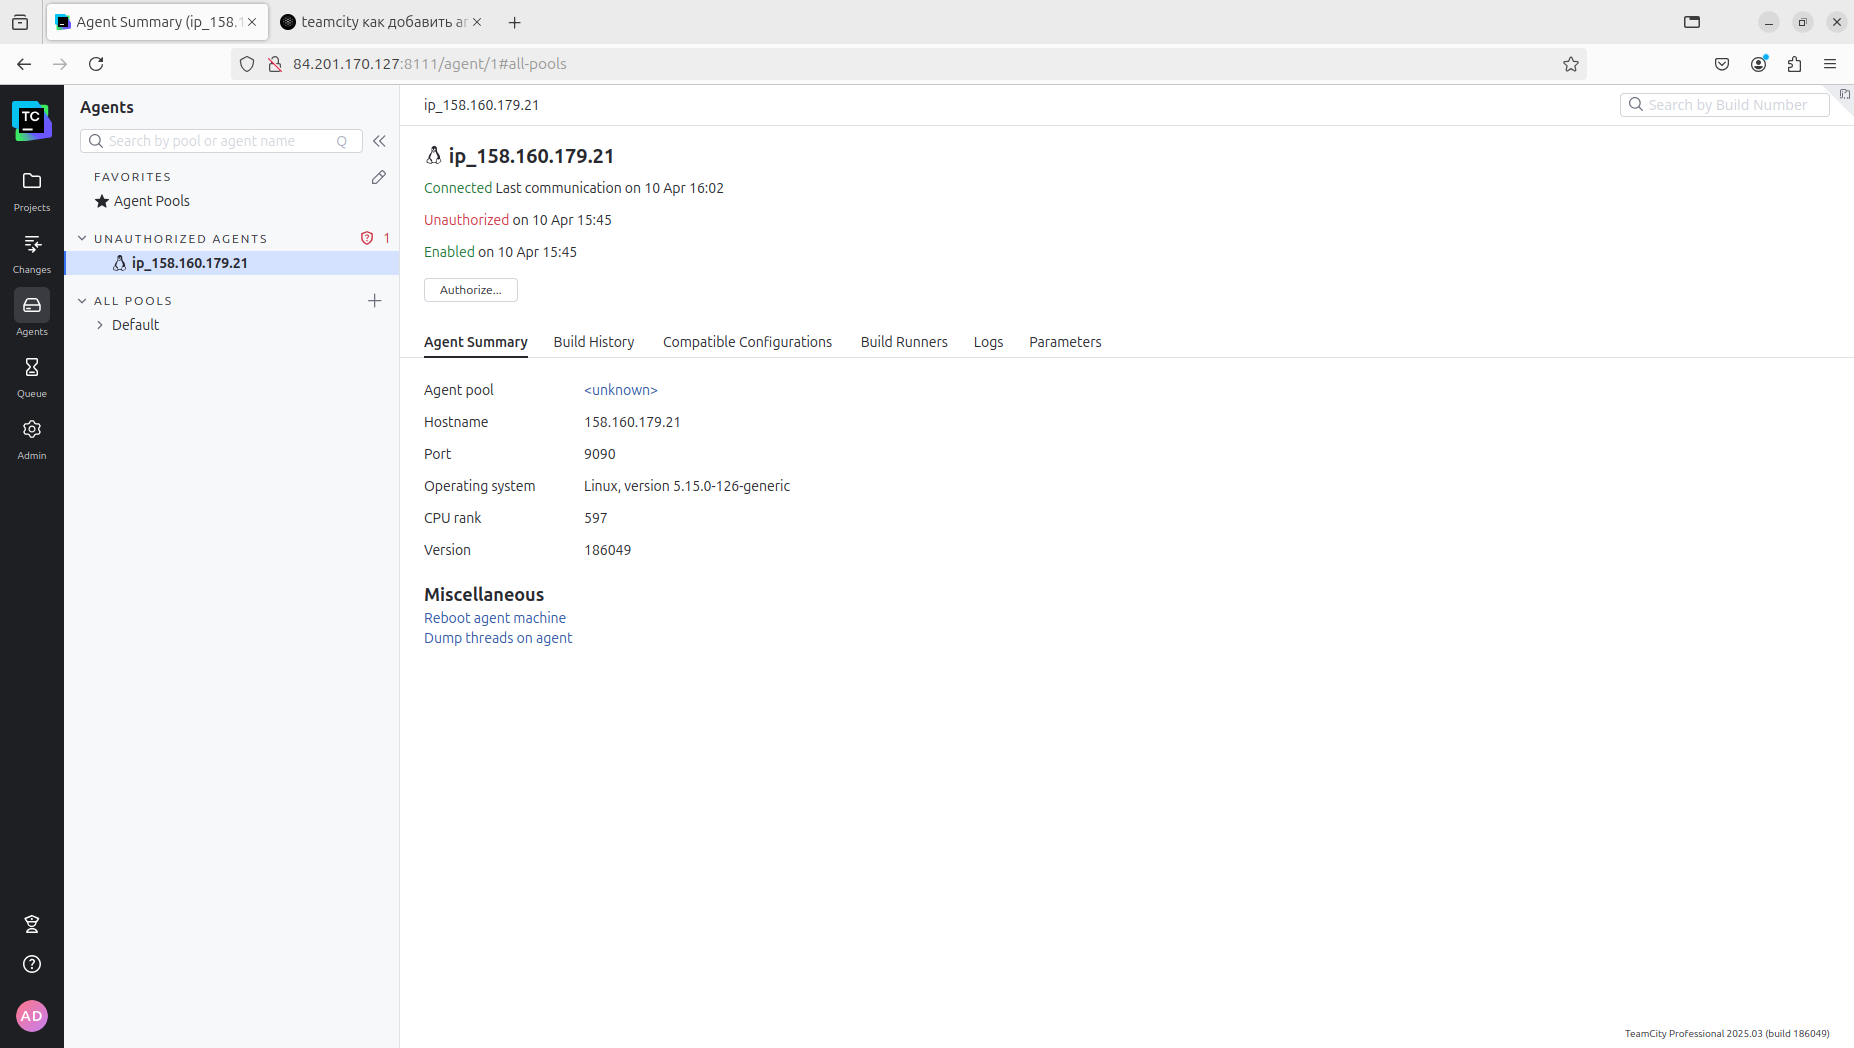 Agent Summary (ip_158.1
teamcity как добавить аг
84.201.170.127:8111/agent/1#all-pools
TC
Projects
Changes
Agents
Queue
Admin
AD
Agents
Search by pool or agent name
Q
FAVORITES
Agent Pools
UNAUTHORIZED AGENTS
1
ip_158.160.179.21
ALL POOLS
Default
ip_158.160.179.21
Search by Build Number
ip_158.160.179.21
Connected Last communication on 10 Apr 16:02
Unauthorized on 10 Apr 15:45
Enabled on 10 Apr 15:45
Authorize...
Agent Summary
Build History
Compatible Configurations
Build Runners
Logs
Parameters
Agent pool <unknown>
Hostname 158.160.179.21
Port 9090
Operating system Linux, version 5.15.0-126-generic
CPU rank 597
Version 186049
Miscellaneous
Reboot agent machine
Dump threads on agent
TeamCity Professional 2025.03 (build 186049)